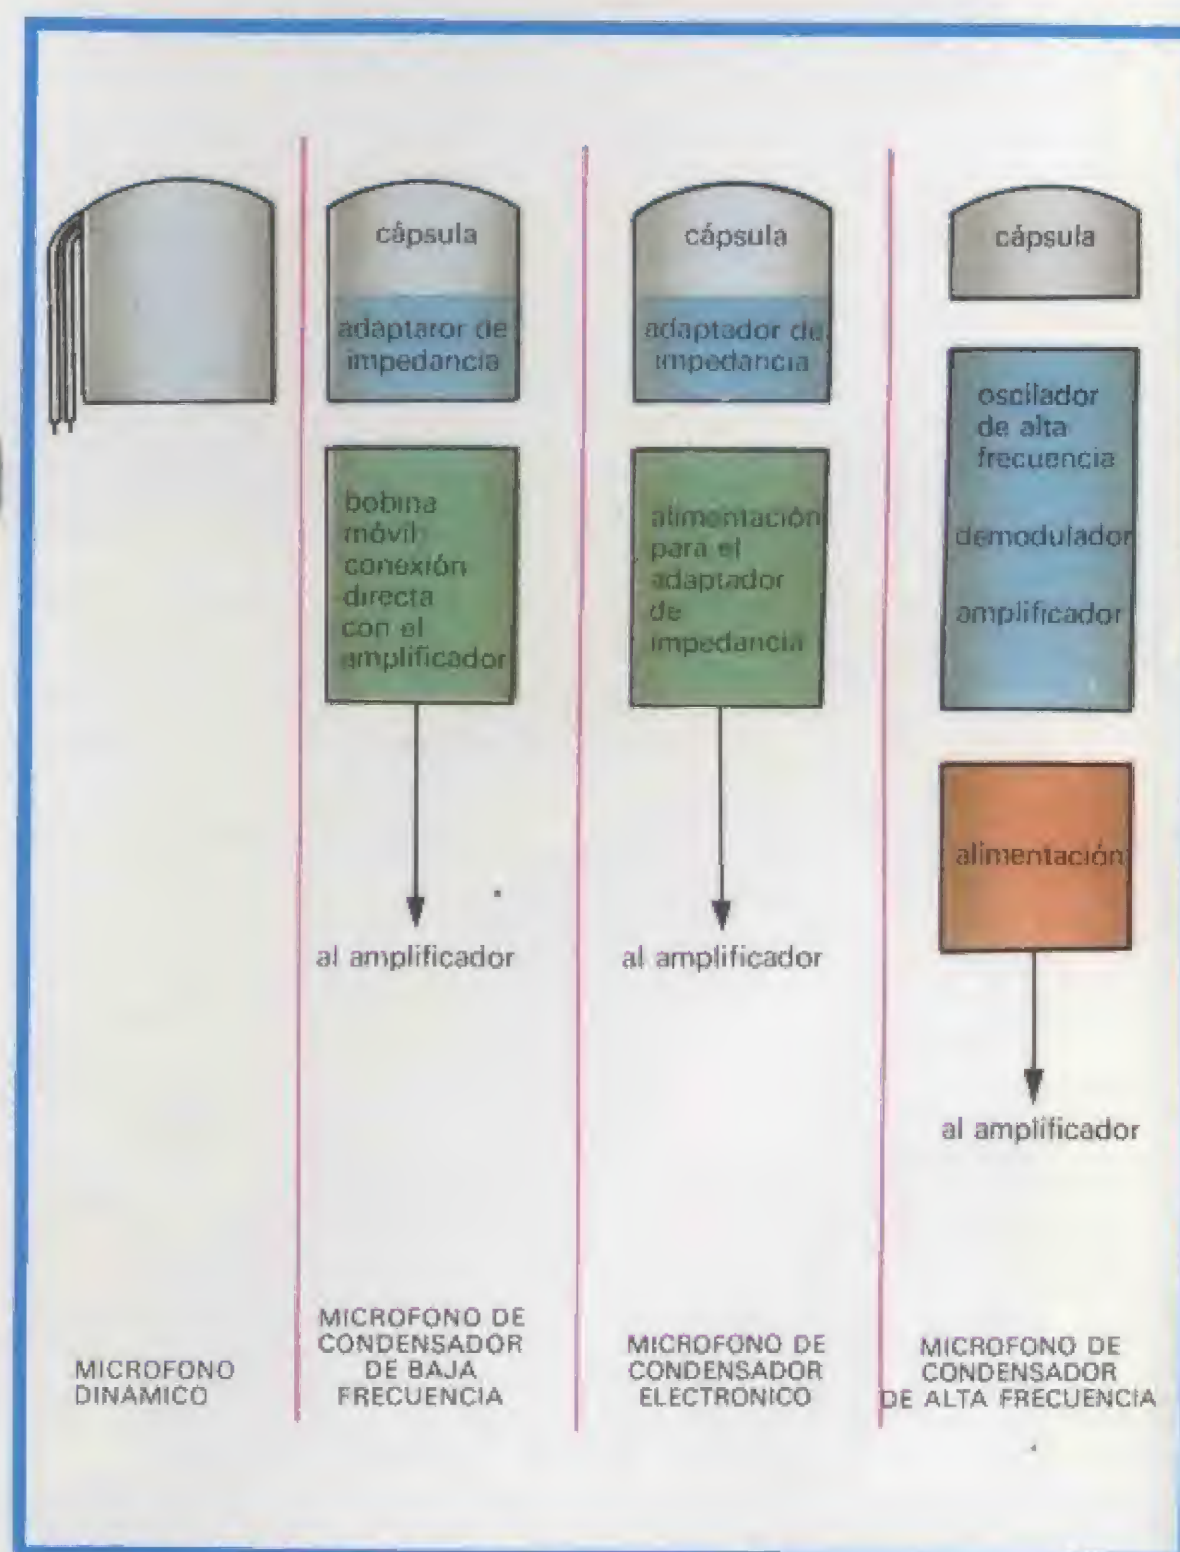 cápsula
adaptaror de
impedancia
bobina
móvil
conexión
directa
con el
amplificador
al amplificador
cápsula
adaptador de
impedancia
alimentación
para el
adaptador
de
impedancia
al amplificador
cápsula
oscilador
de alta
frecuencia
demodulador
amplificador
alimentación
al amplificador
MICROFONO
DINAMICO
MICROFONO DE
CONDENSADOR
DE BAJA
FRECUENCIA
MICROFONO DE
CONDENSADOR
ELECTRONICO
MICROFONO DE
CONDENSADOR
DE ALTA FRECUENCIA